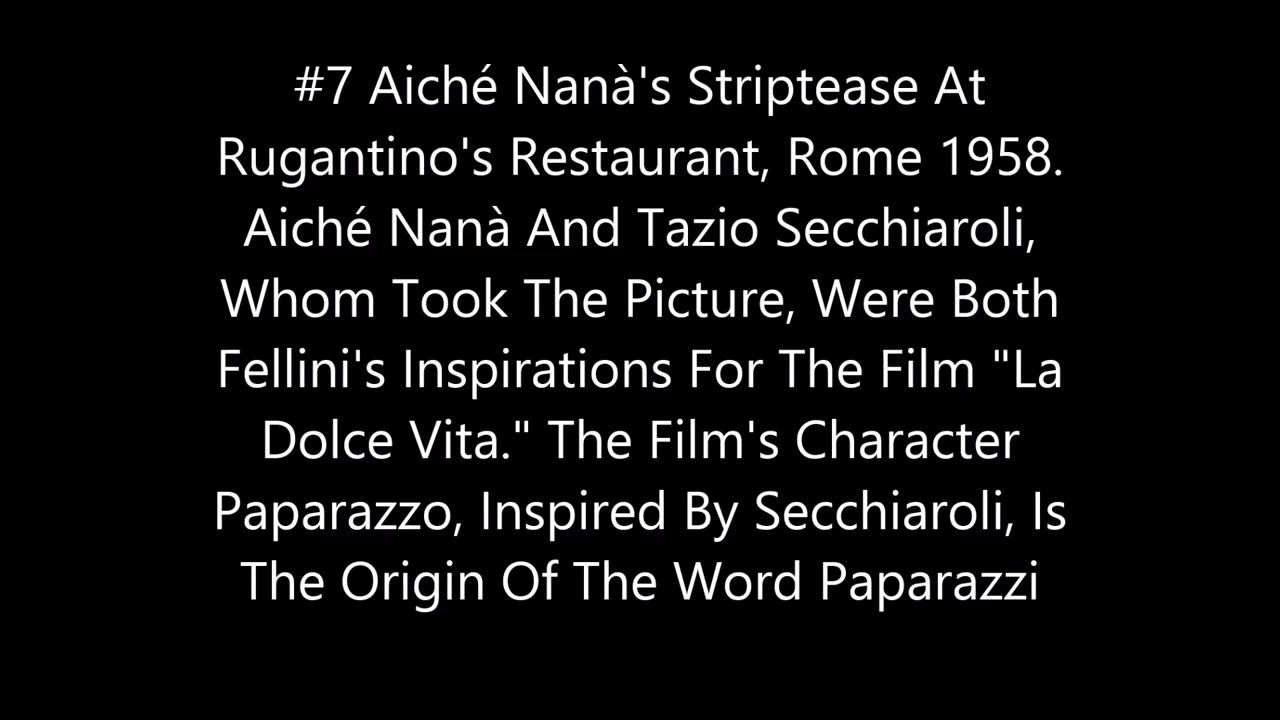 #7 Aiché Nanà's Striptease At
Rugantino's Restaurant, Rome 1958.
Aiché Nanà And Tazio Secchiaroli,
Whom Took The Picture, Were Both
Fellini's Inspirations For The Film "La
Dolce Vita." The Film's Character
Paparazzo, Inspired By Secchiaroli, Is
The Origin Of The Word Paparazzi